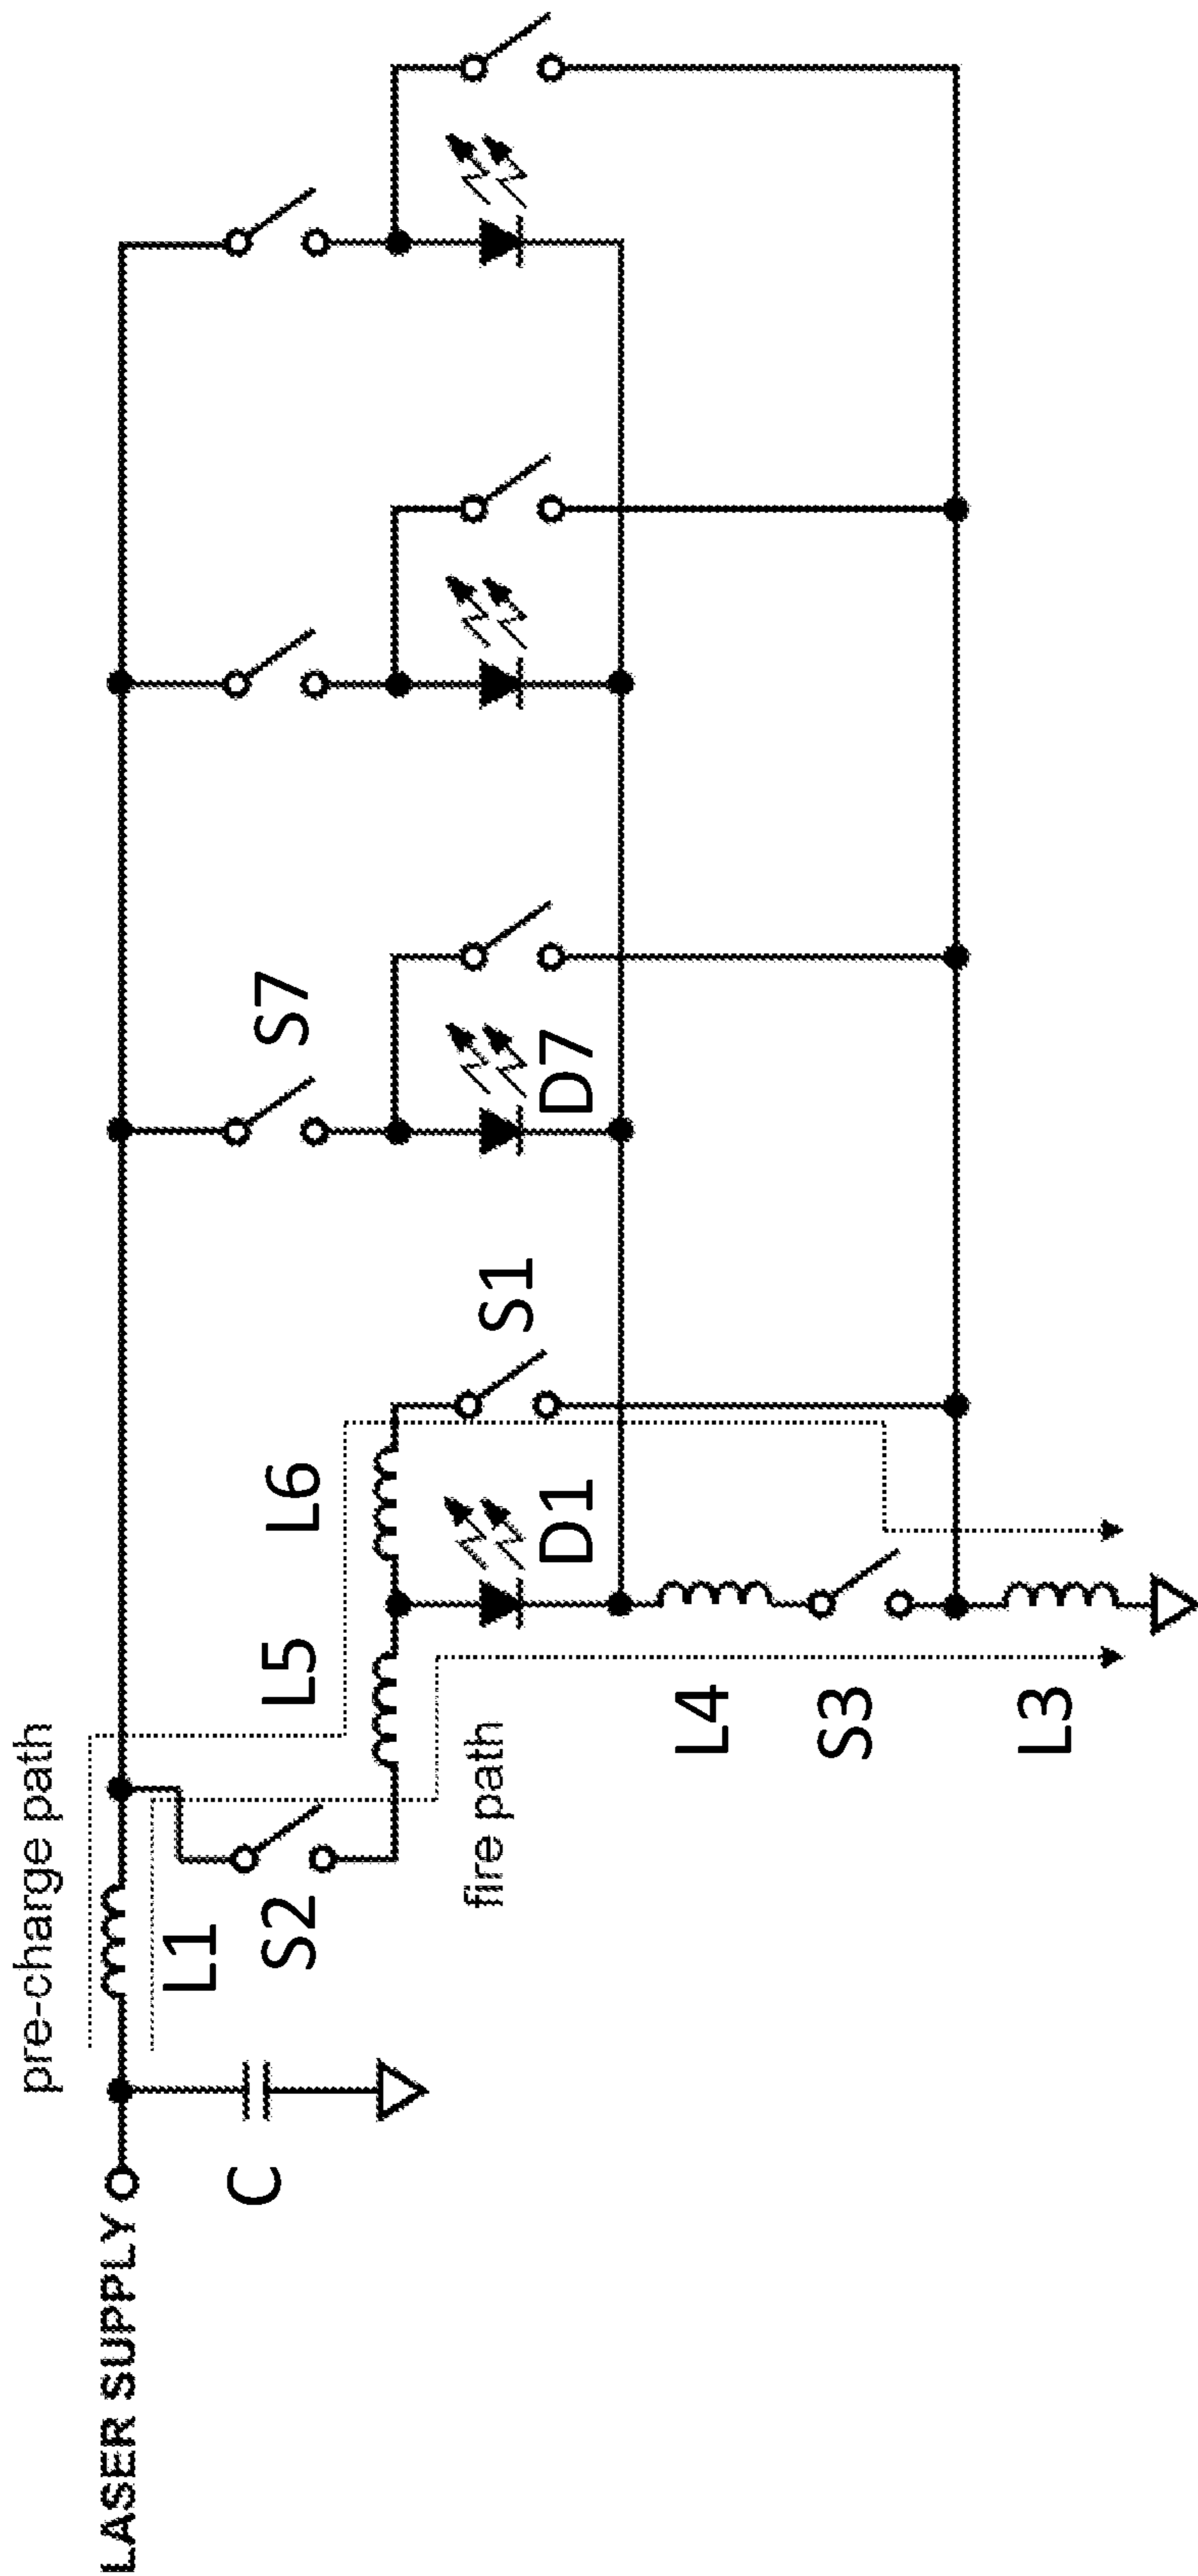 LASER SUPPLY
C
pre-charge path
L1
S2
fire path
L5
L6
D1
S1
L4
S3
L3
S7
D7